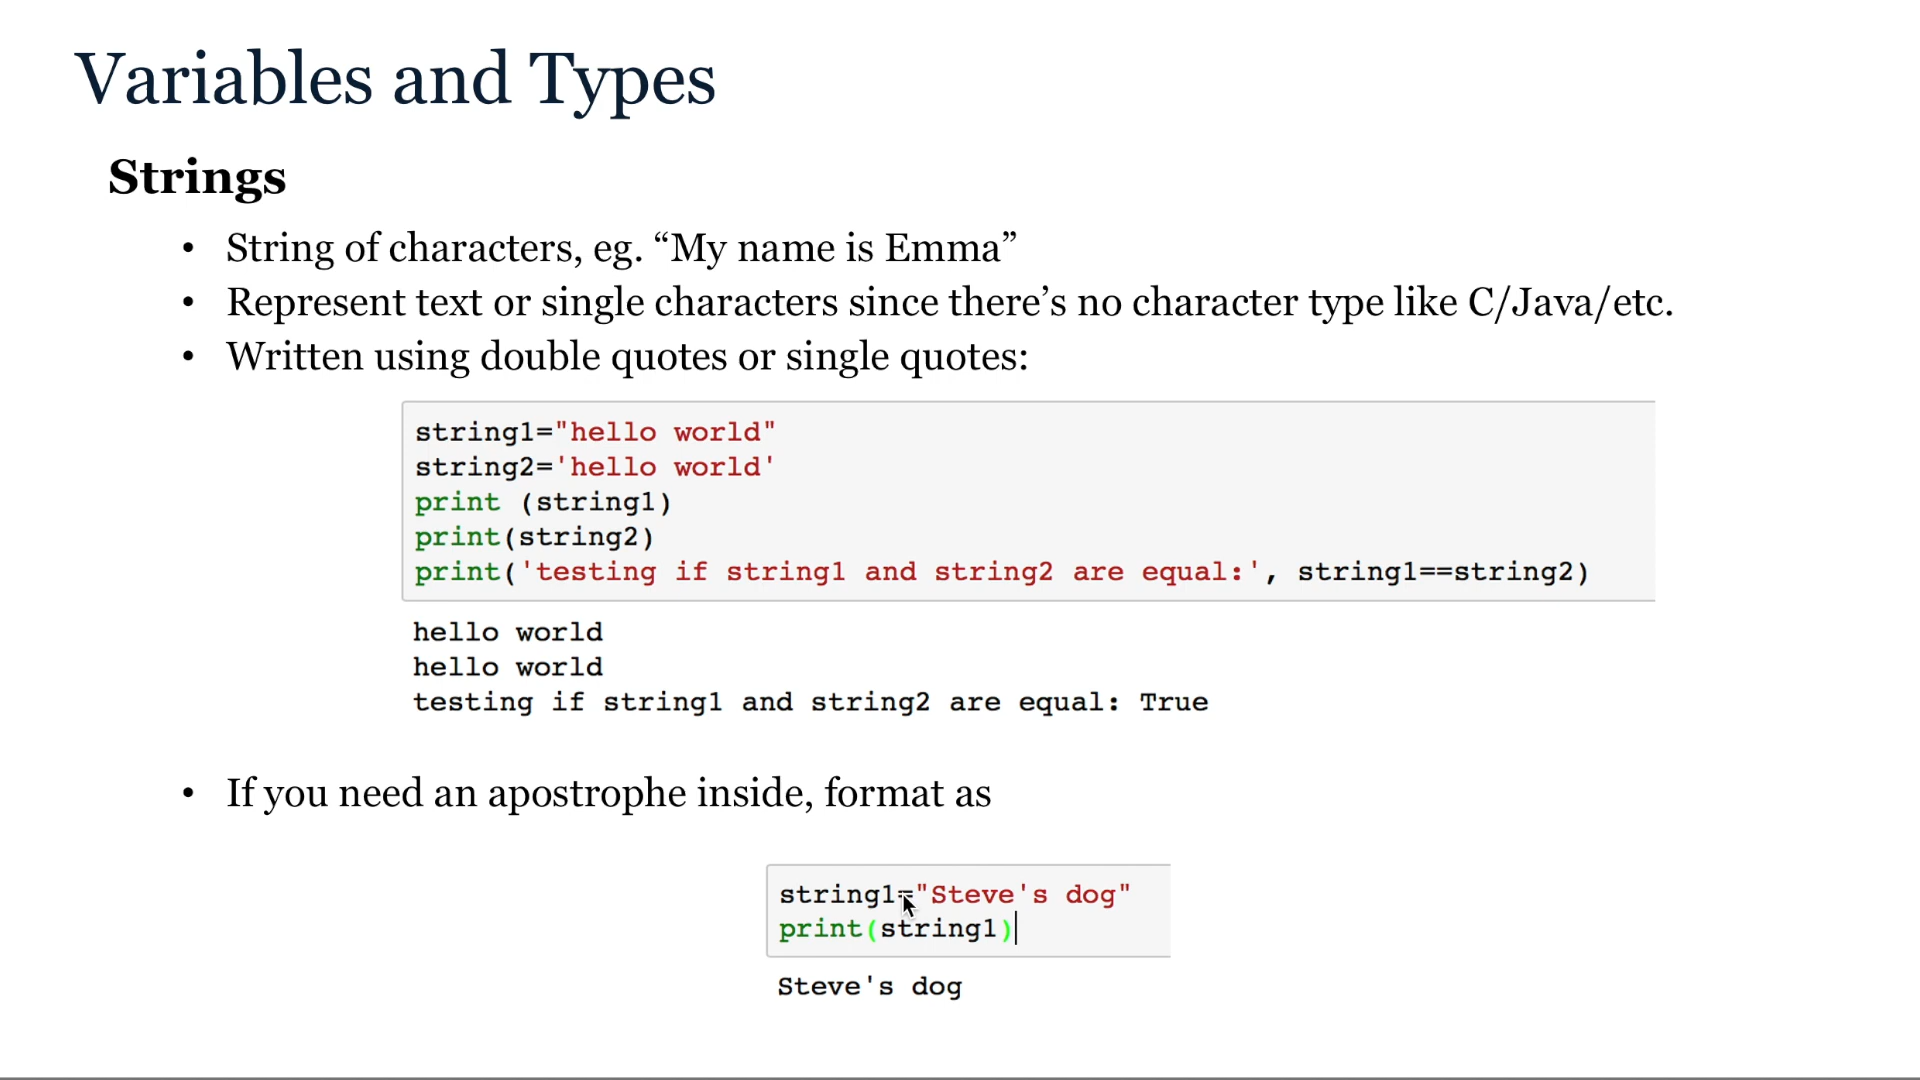 Variables and Types
Strings
• String of characters, eg. “My name is Emma”
• Represent text or single characters since there’s no character type like C/Java/etc.
• Written using double quotes or single quotes:
string1="hello world"
string2='hello world'
print (string1)
print(string2)
print('testing if string1 and string2 are equal:', string1==string2)
hello world
hello world
testing if string1 and string2 are equal: True
• If you need an apostrophe inside, format as
string1="Steve's dog"
print(string1)
Steve's dog